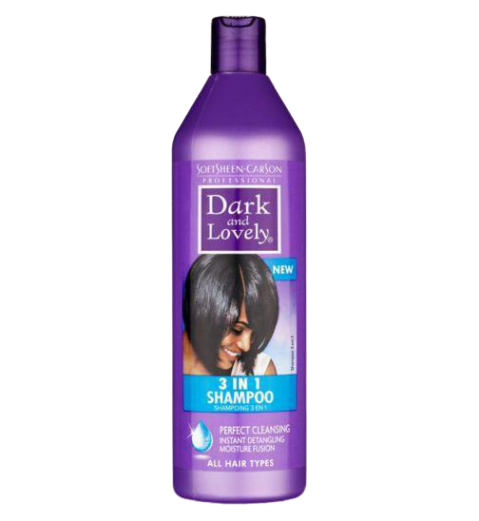 SOFTSHEEN·CARSON
PROFESSIONAL
Dark
and
Lovely®
NEW
3 IN 1
SHAMPOO
SHAMPOING 3 EN 1
PERFECT CLEANSING
INSTANT DETANGLING
MOISTURE FUSION
ALL HAIR TYPES